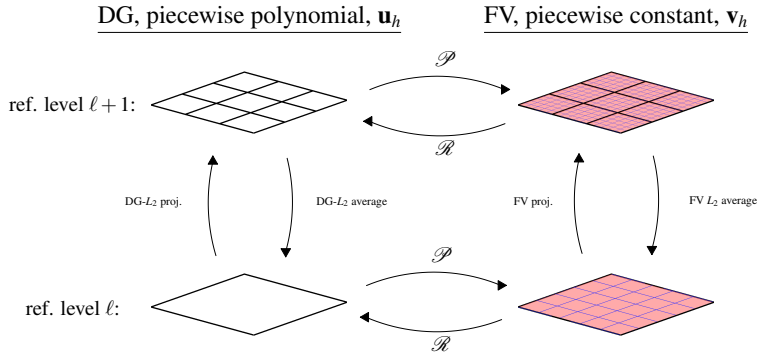 DG, piecewise polynomial, u_h
FV, piecewise constant, v_h
𝒫
ref. level ℓ+1:
ℛ
DG-L₂ proj.
DG-L₂ average
FV proj.
FV L₂ average
𝒫
ref. level ℓ:
ℛ